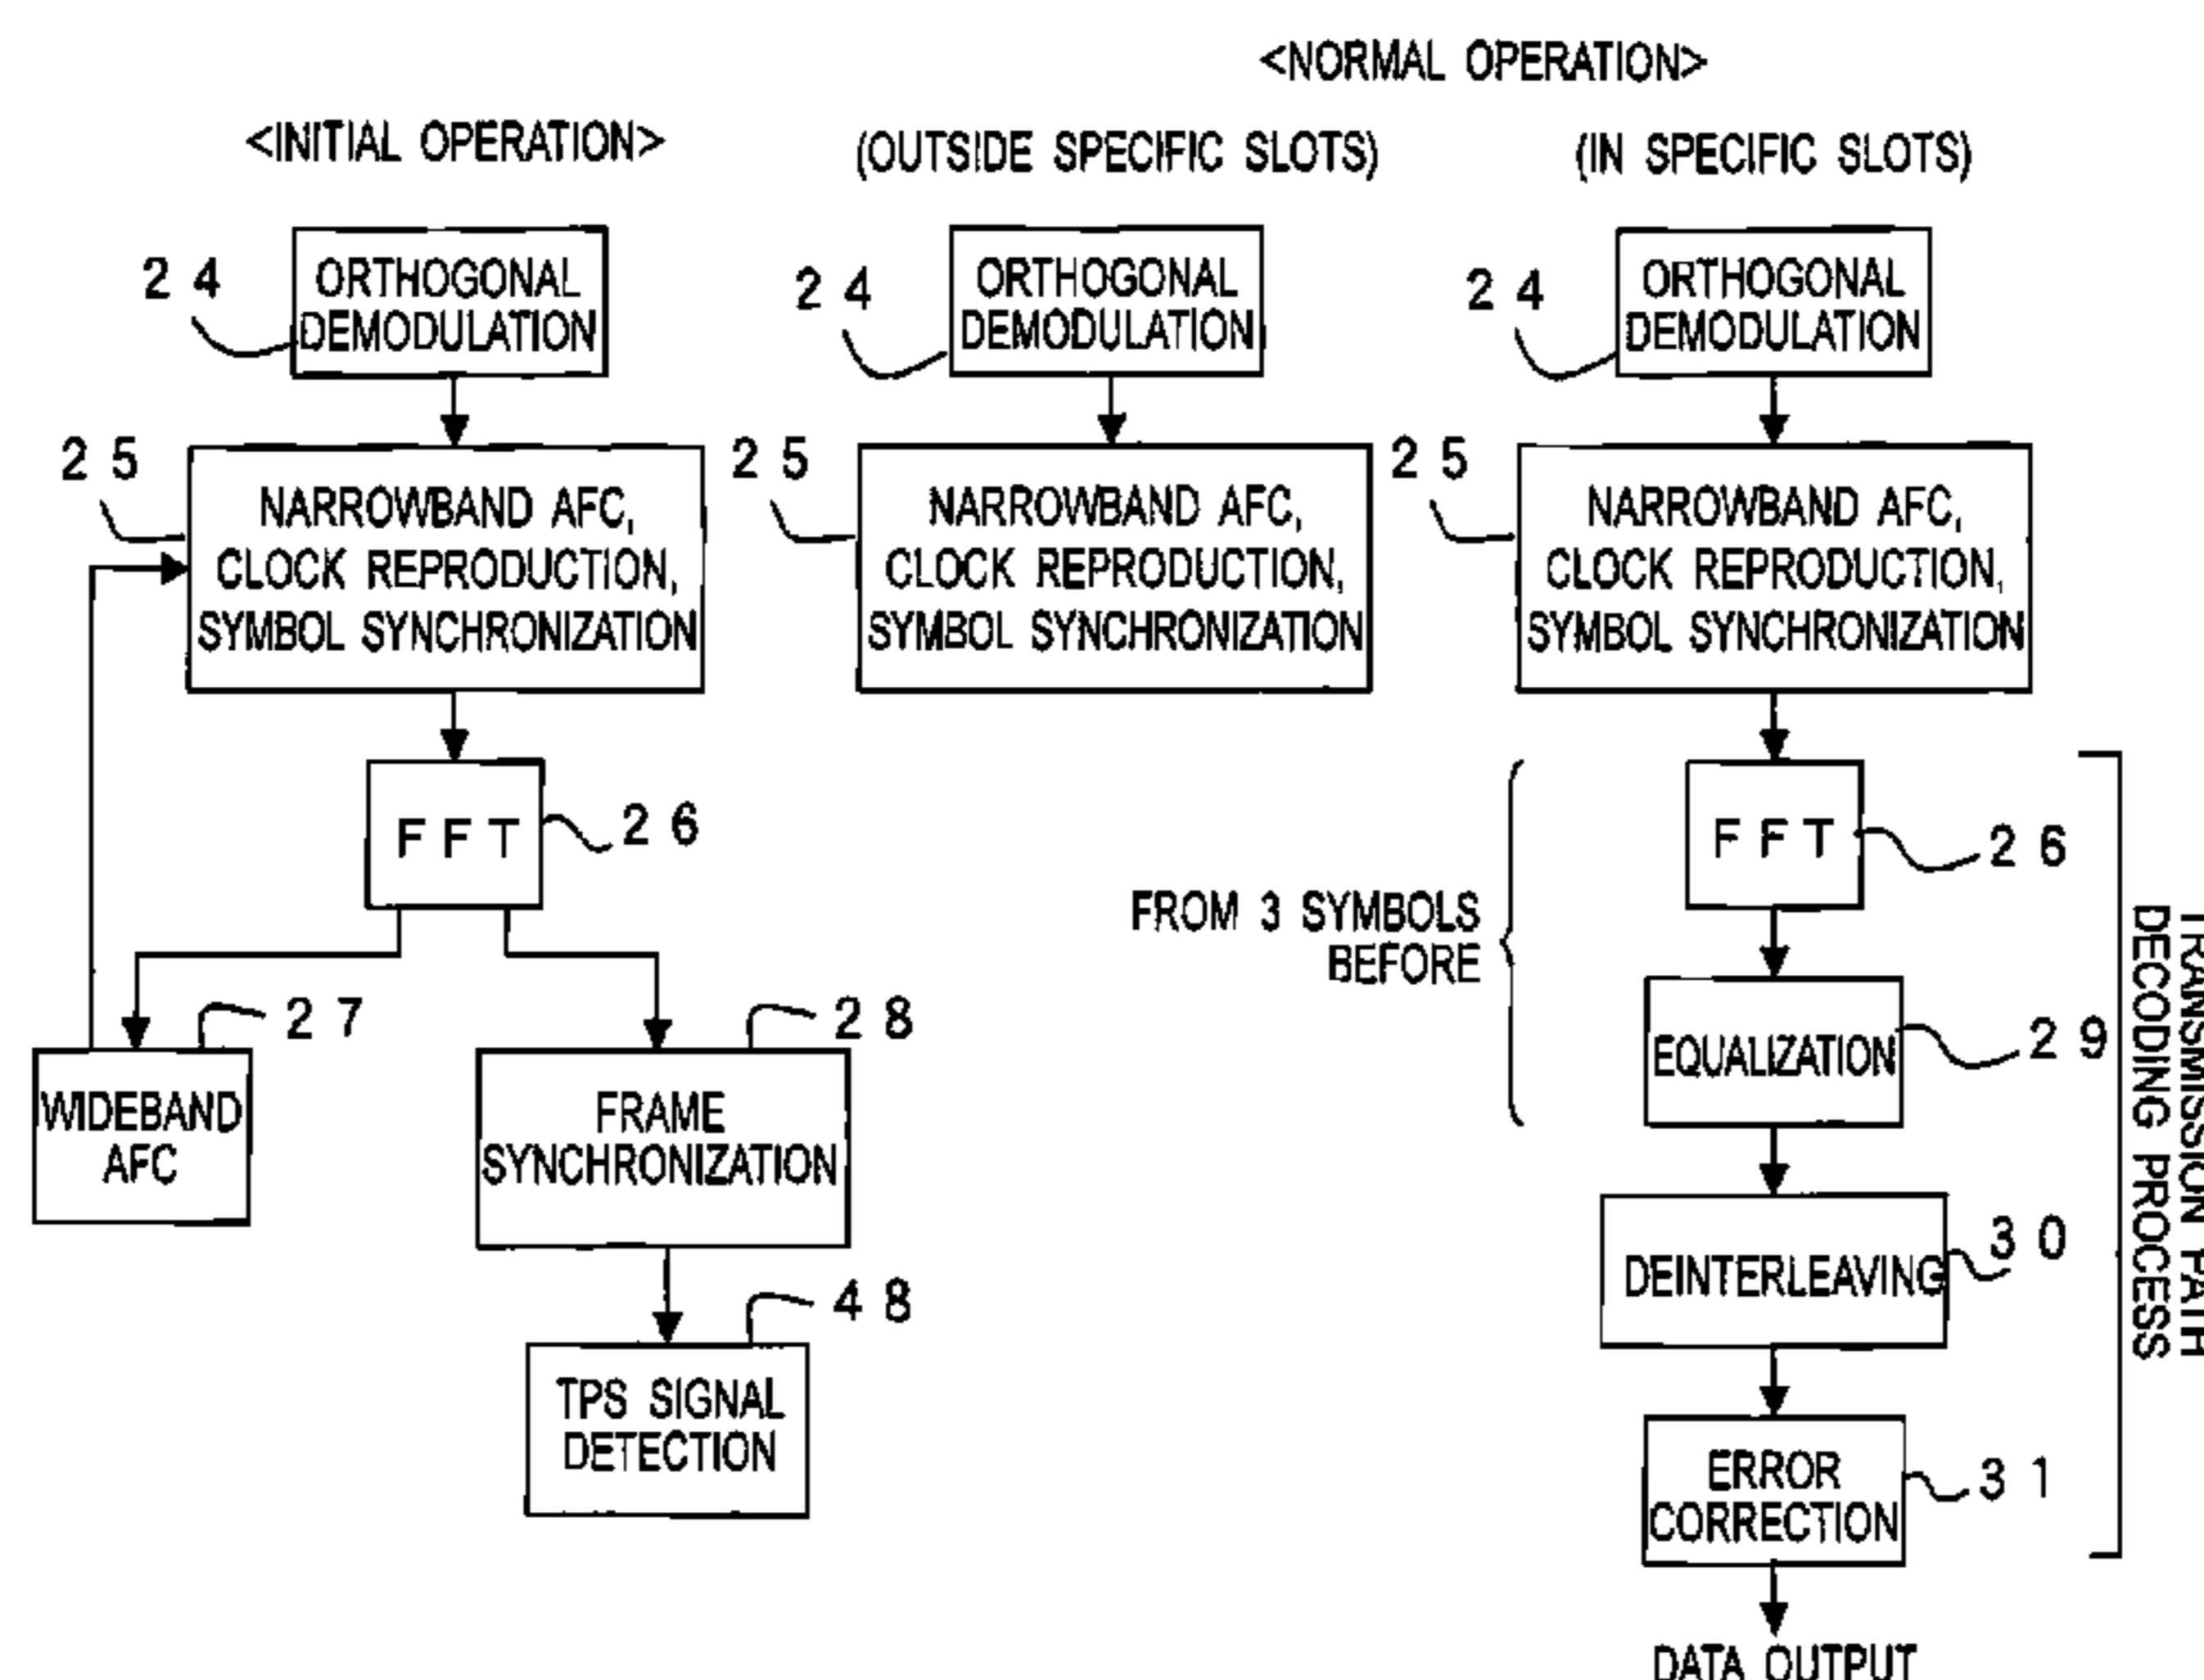 <NORMAL OPERATION>
<INITIAL OPERATION>
(OUTSIDE SPECIFIC SLOTS)
(IN SPECIFIC SLOTS)
24
ORTHOGONAL
DEMODULATION
25
NARROWBAND AFC,
CLOCK REPRODUCTION,
SYMBOL SYNCHRONIZATION
FFT
26
27
WIDEBAND
AFC
28
FRAME
SYNCHRONIZATION
48
TPS SIGNAL
DETECTION
24
ORTHOGONAL
DEMODULATION
25
NARROWBAND AFC,
CLOCK REPRODUCTION,
SYMBOL SYNCHRONIZATION
24
ORTHOGONAL
DEMODULATION
25
NARROWBAND AFC,
CLOCK REPRODUCTION,
SYMBOL SYNCHRONIZATION
FROM 3 SYMBOLS
BEFORE
FFT
26
EQUALIZATION
29
DEINTERLEAVING
30
ERROR
CORRECTION
31
TRANSMISSION PATH
DECODING PROCESS
DATA OUTPUT